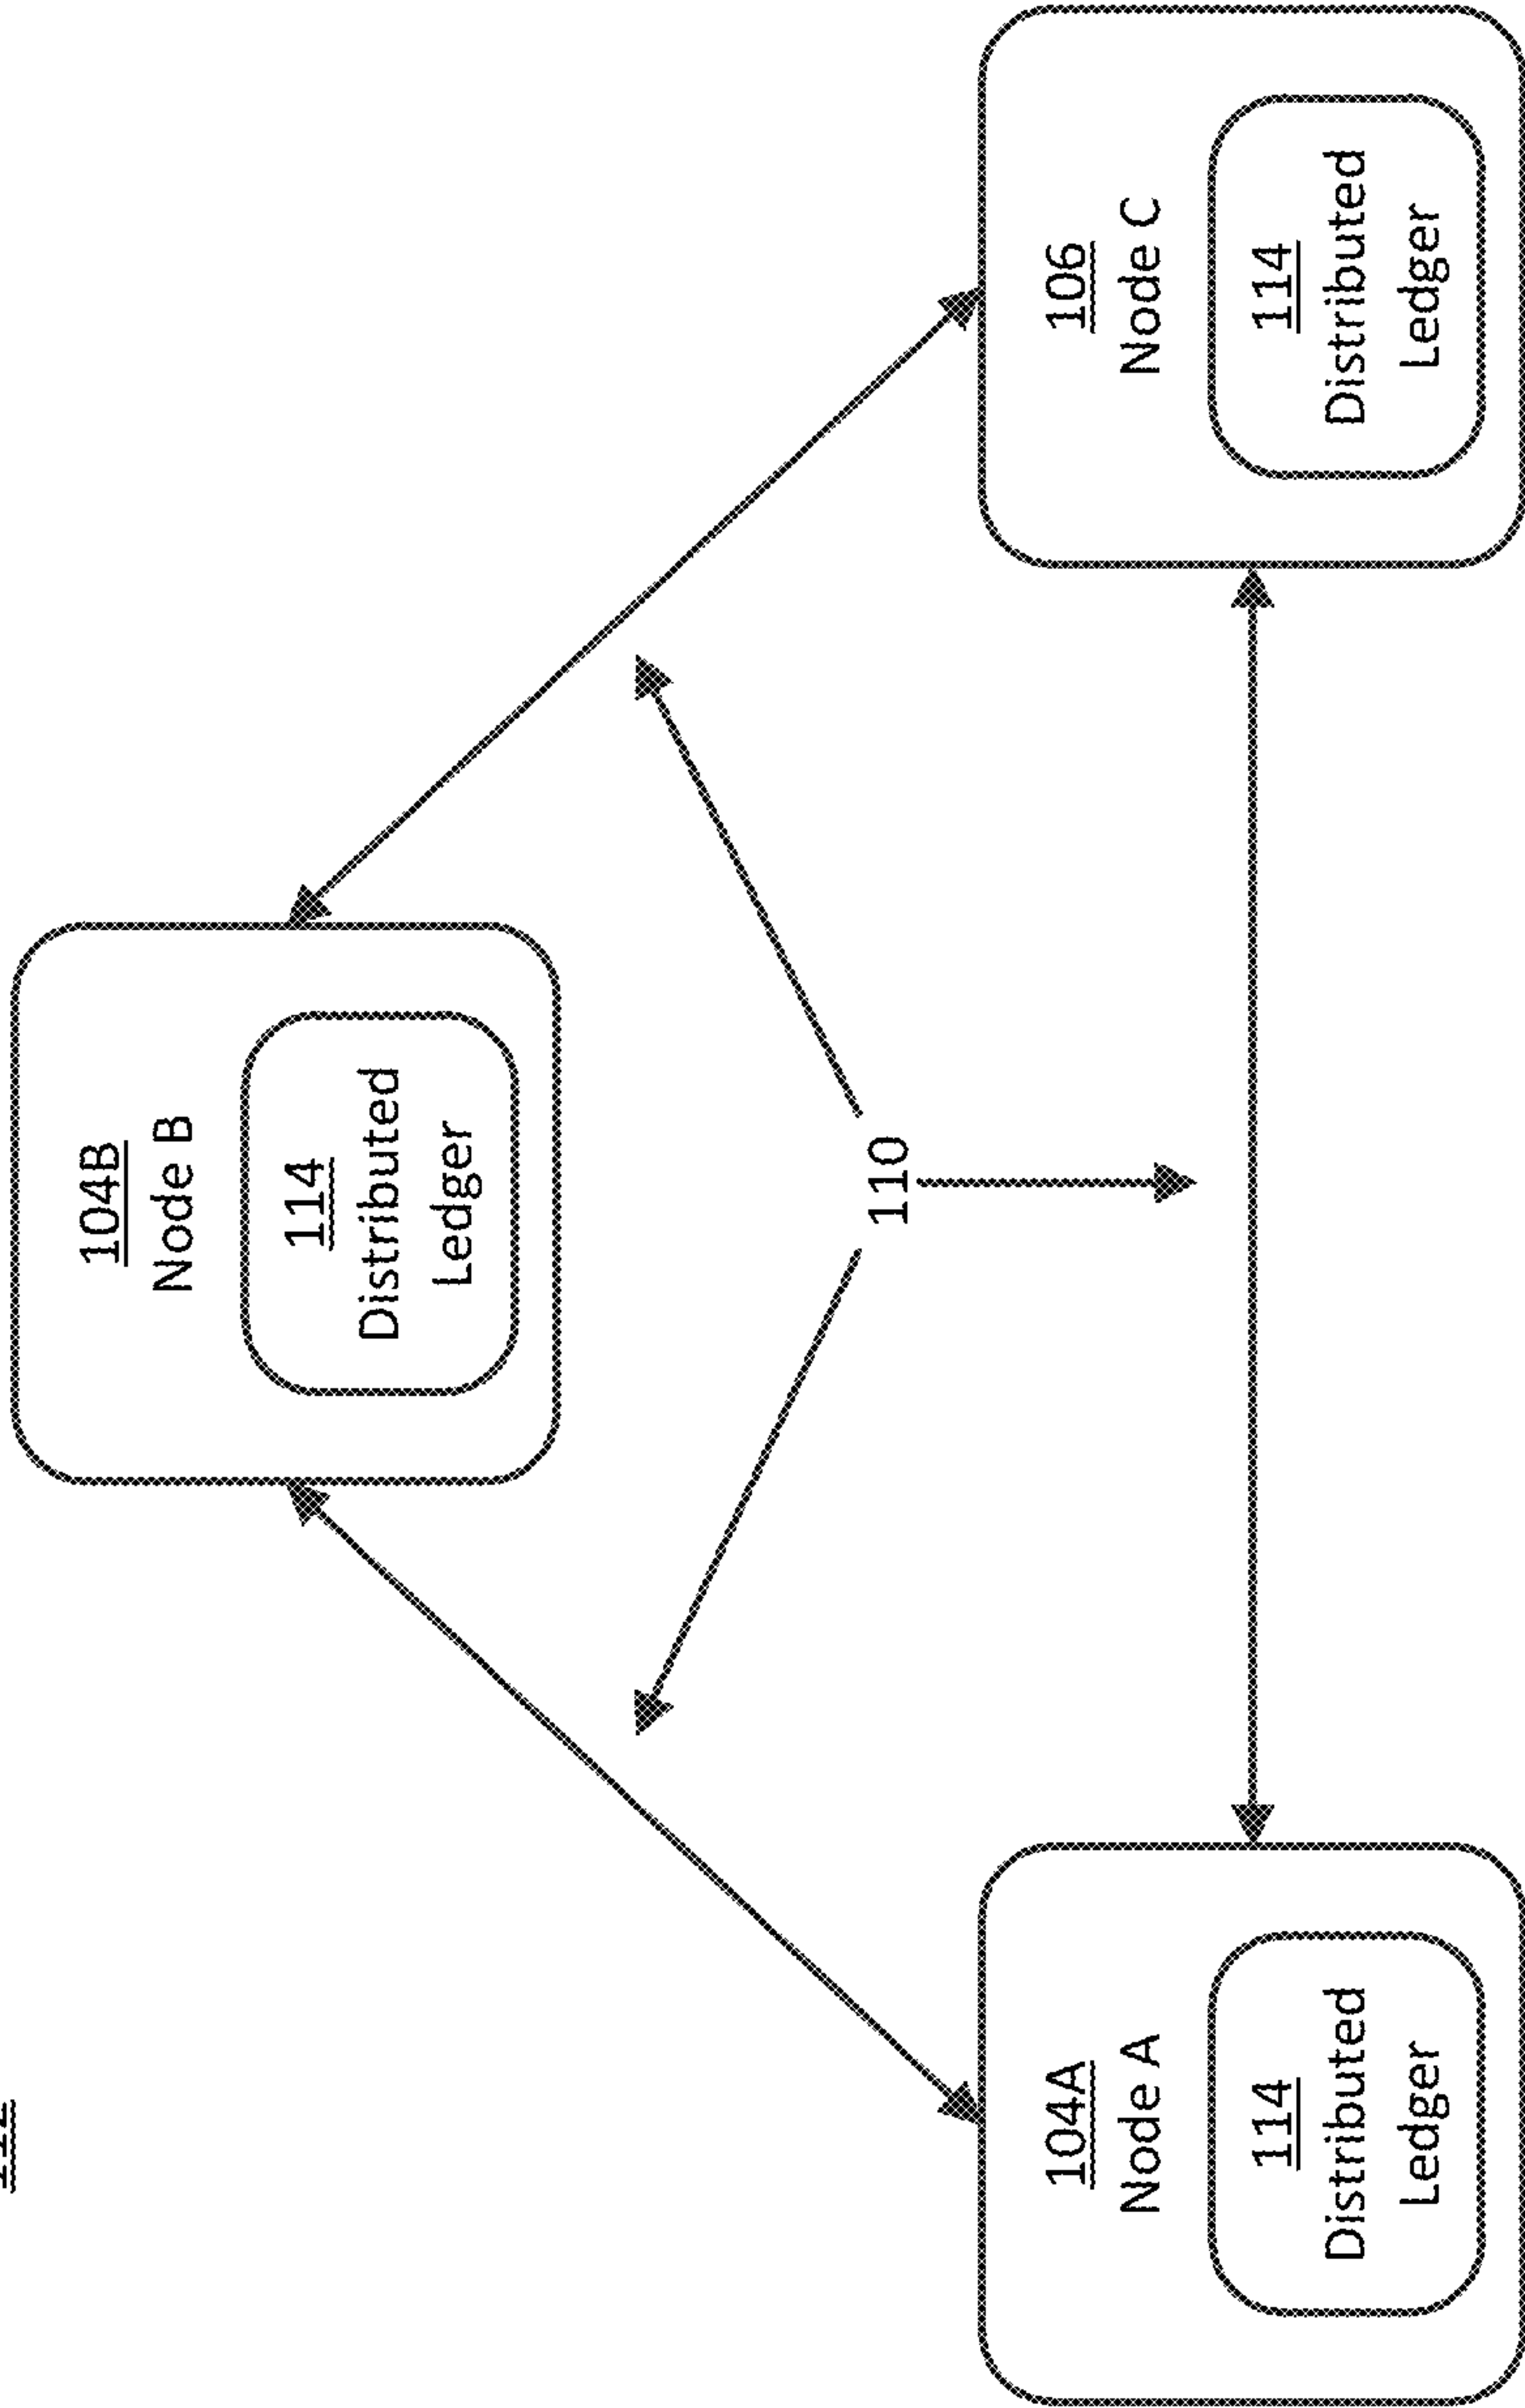 104B
Node B
114
Distributed
Ledger
110
104A
Node A
114
Distributed
Ledger
106
Node C
114
Distributed
Ledger